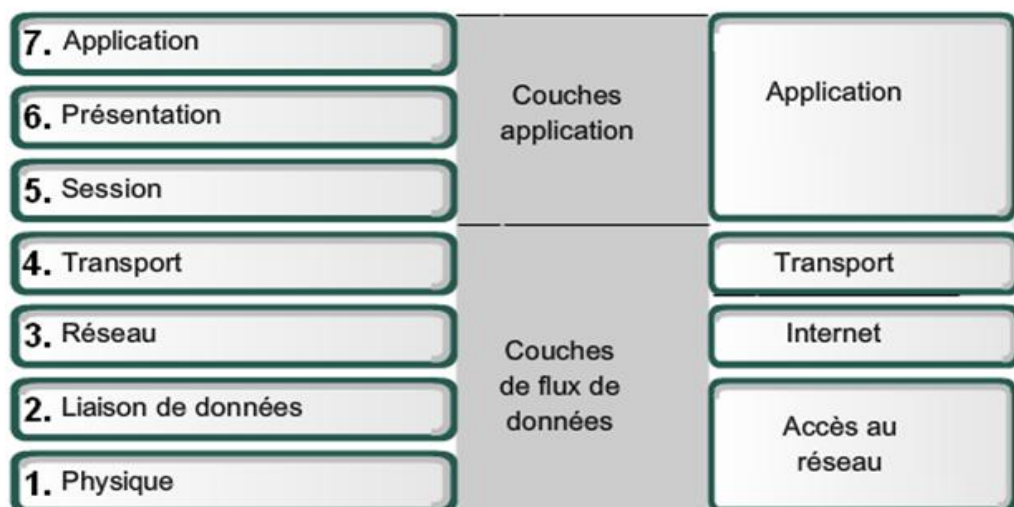 7. Application
6. Présentation
5. Session
4. Transport
3. Réseau
2. Liaison de données
1. Physique
Couches
application
Couches
de flux de
données
Application
Transport
Internet
Accès au
réseau